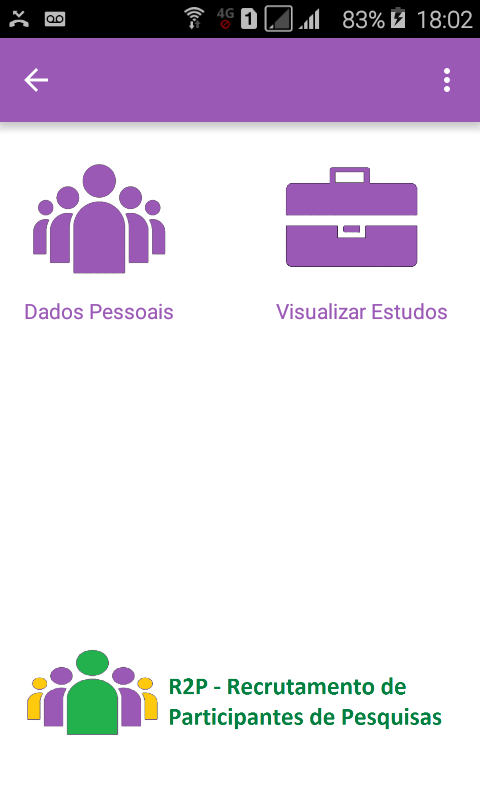 4G 1 83% 18:02
Dados Pessoais
Visualizar Estudos
R2P - Recrutamento de
Participantes de Pesquisas